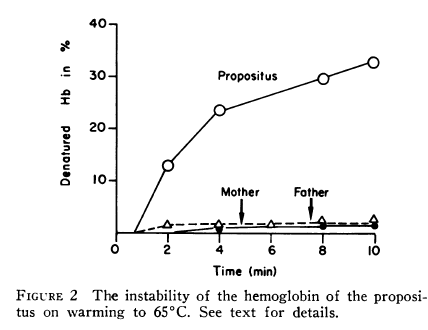 40
30
20
10
Denatured Hb in %
Propositus
Mother Father
0 2 4 6 8 10
Time (min)
FIGURE 2 The instability of the hemoglobin of the proposi-
tus on warming to 65°C. See text for details.